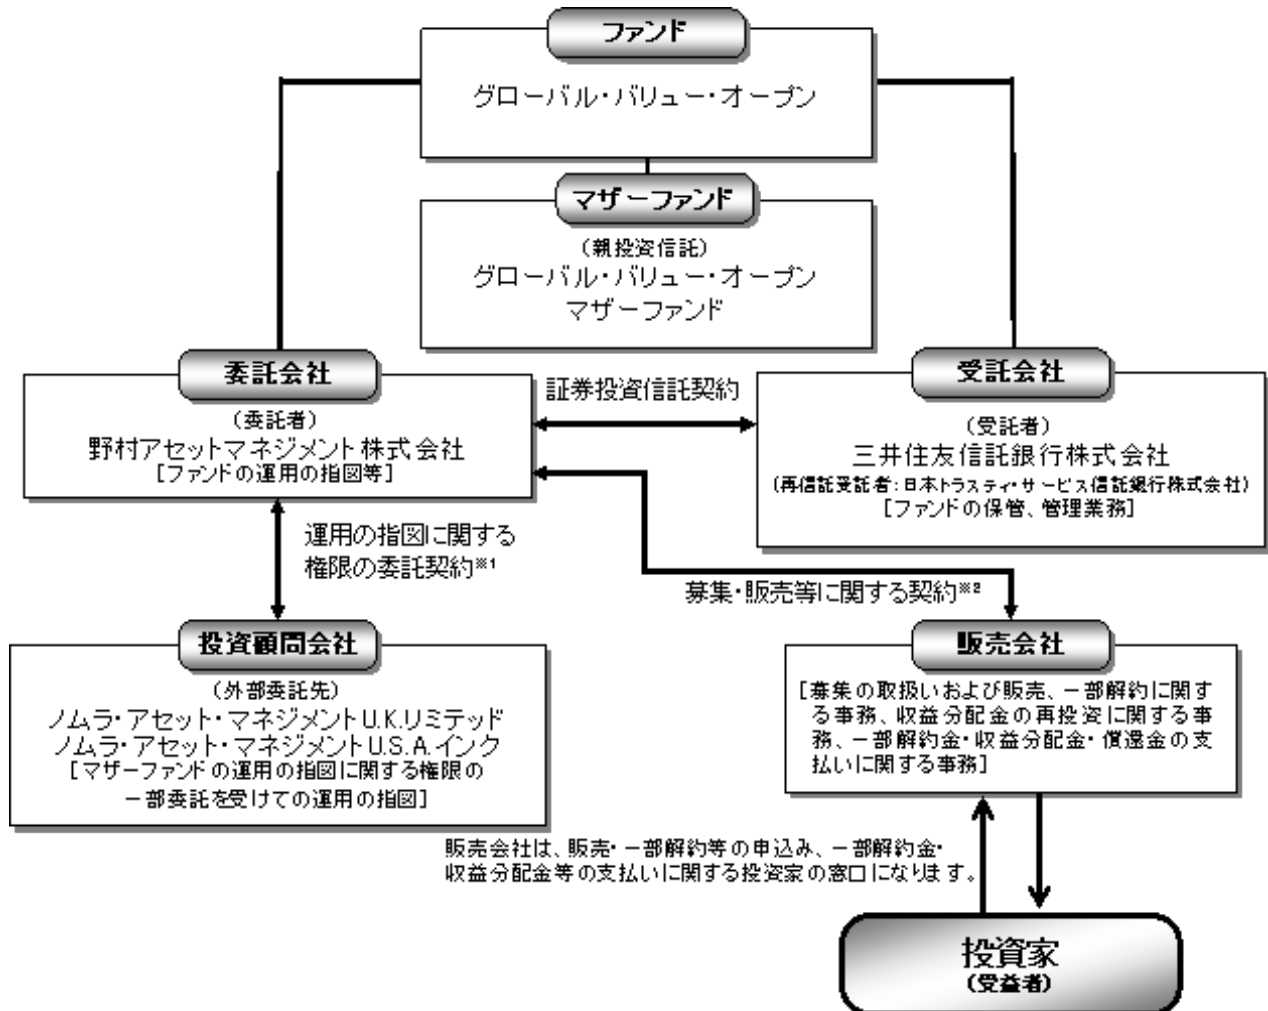 ファンド
グローバル・バリュー・オープン
マザーファンド
(親投資信託)
グローバル・バリュー・オープン
マザーファンド
委託会社
(委託者)
野村アセットマネジメント株式会社
[ファンドの運用の指図等]
証券投資信託契約
受託会社
(受託者)
三井住友信託銀行株式会社
(再信託受託者:日本トラスティ・サービス信託銀行株式会社)
[ファンドの保管、管理業務]
運用の指図に関する
権限の委託契約※1
募集・販売等に関する契約※2
投資顧問会社
(外部委託先)
ノムラ・アセット・マネジメントU.K.リミテッド
ノムラ・アセット・マネジメントU.S.A.インク
[マザーファンドの運用の指図に関する権限の
一部委託を受けての運用の指図]
販売会社
[募集の取扱いおよび販売、一部解約に関す
る事務、収益分配金の再投資に関する事
務、一部解約金・収益分配金・償還金の支
払いに関する事務]
販売会社は、販売・一部解約等の申込み、一部解約金・
収益分配金等の支払いに関する投資家の窓口になります。
投資家
(受益者)